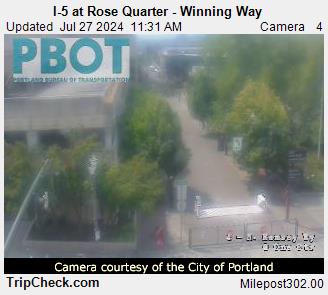 I-5 at Rose Quarter - Winning Way
Updated Jul 27 2024 11:31 AM Camera 4
PBOT
PORTLAND BUREAU OF TRANSPORTATION
Camera courtesy of the City of Portland
TripCheck.com Milepost302.00